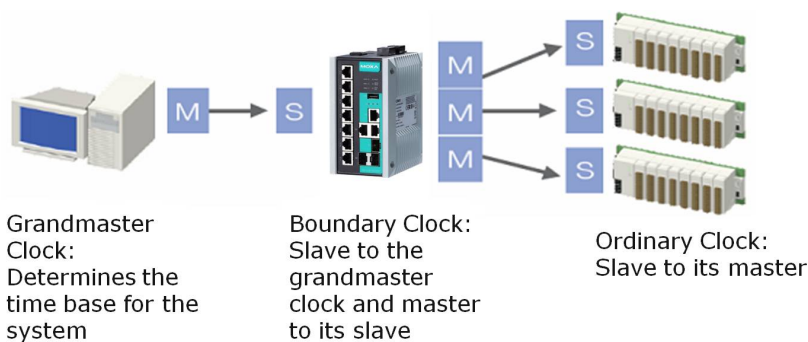 M
S
MOXA
M
M
M
S
S
S
Grandmaster
Clock:
Determines the
time base for the
system
Boundary Clock:
Slave to the
grandmaster
clock and master
to its slave
Ordinary Clock:
Slave to its master